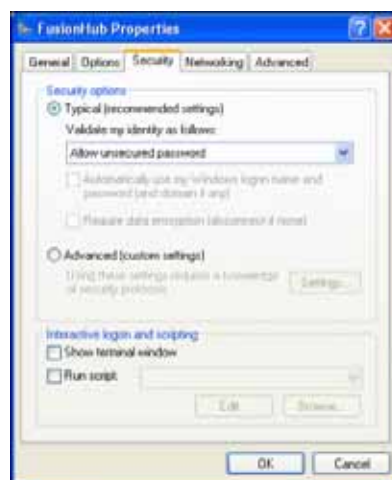 FusionHub Properties
General Options Security Networking Advanced
Security options
Typical (recommended settings)
Validate my identity as follows:
Allow unsecured password
Automatically use my Windows logon name and
password (and domain if any)
Require data encryption (disconnect if none)
Advanced (custom settings)
Using these settings requires a knowledge
of security protocols.
Settings...
Interactive logon and scripting
Show terminal window
Run script:
Edit
Browse...
OK Cancel